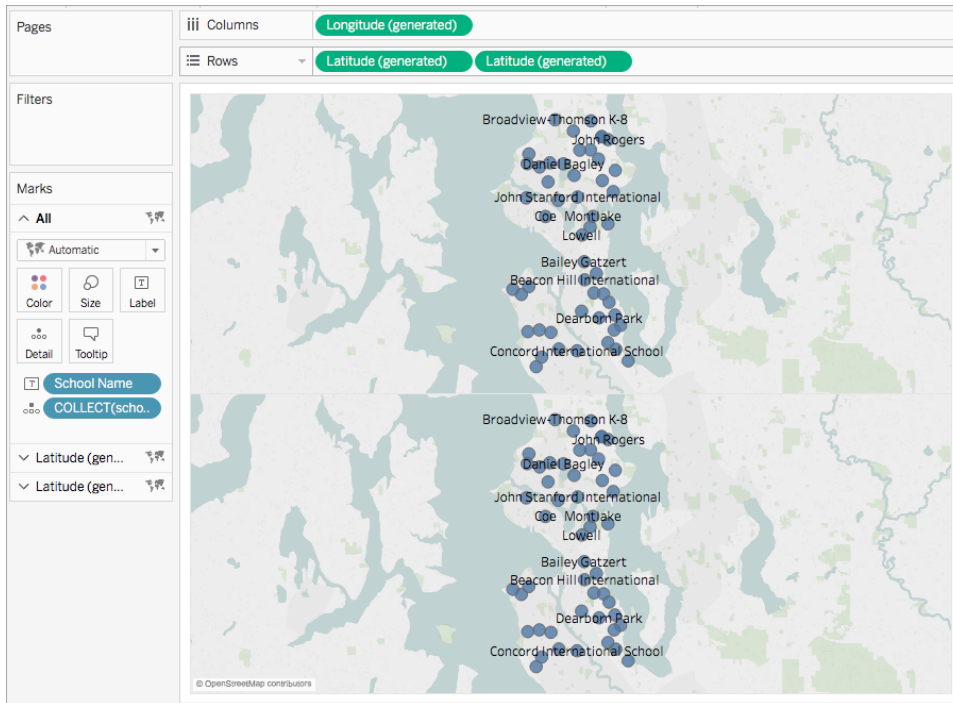 Pages
Columns
Longitude (generated)
Rows
Latitude (generated)
Latitude (generated)
Filters
Marks
All
Automatic
Color
Size
T
Label
Detail
Tooltip
T
School Name
COLLECT(scho..
Latitude (gen...
Latitude (gen...
Broadview-Thomson K-8
John Rogers
Daniel Bagley
John Stanford International
Coe Montlake
Lowell
Bailey Gatzert
Beacon Hill International
Dearborn Park
Concord International School
Broadview-Thomson K-8
John Rogers
Daniel Bagley
John Stanford International
Coe Montlake
Lowell
Bailey Gatzert
Beacon Hill International
Dearborn Park
Concord International School
© OpenStreetMap contributors